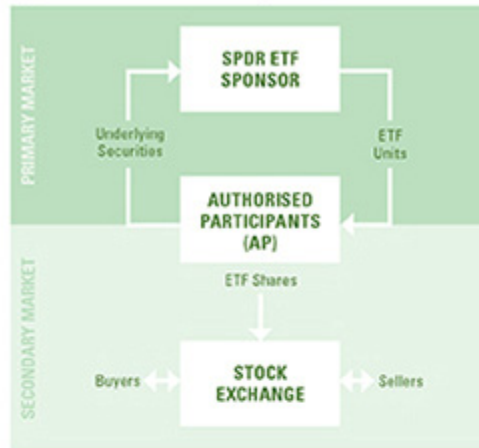 PRIMARY MARKET
SPDR ETF
SPONSOR
Underlying
Securities
ETF
Units
AUTHORISED
PARTICIPANTS
(AP)
SECONDARY MARKET
ETF Shares
Buyers
STOCK
EXCHANGE
Sellers